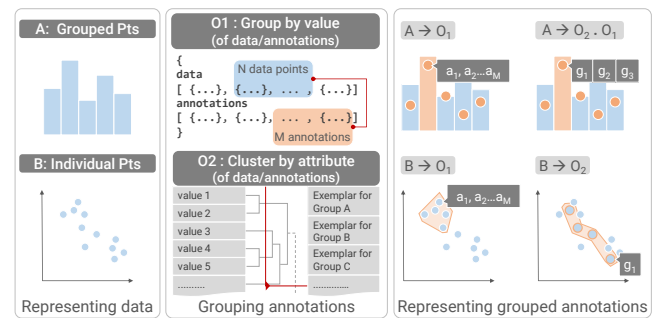 A: Grouped Pts
B: Individual Pts
Representing data
O1 : Group by value
(of data/annotations)
{
data
N data points
[ {...}, {...}, ... , {...}]
annotations
[ {...}, {...}, ... , {...}]
}
M annotations
O2 : Cluster by attribute
(of data/annotations)
value 1
value 2
value 3
value 4
value 5
..........
Exemplar for
Group A
Exemplar for
Group B
Exemplar for
Group C
..............
Grouping annotations
A → O₁
a₁, a₂...aₘ
A → O₂ . O₁
g₁ g₂ g₃
B → O₁
a₁, a₂...aₘ
B → O₂
g₁
Representing grouped annotations